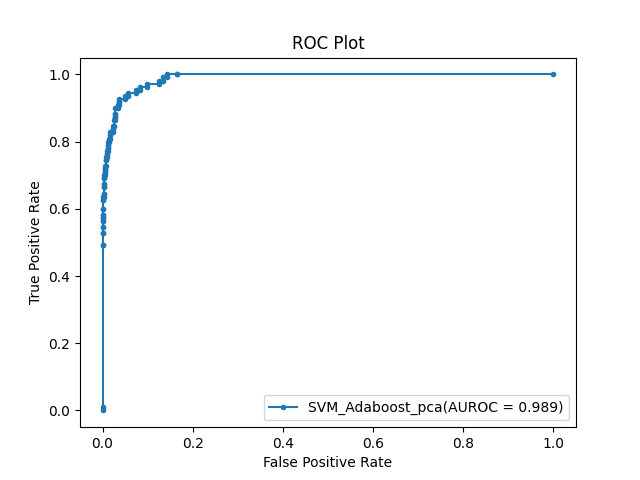 ROC Plot
1.0
0.8
0.6
0.4
0.2
0.0
True Positive Rate
SVM_Adaboost_pca(AUROC = 0.989)
0.0 0.2 0.4 0.6 0.8 1.0
False Positive Rate